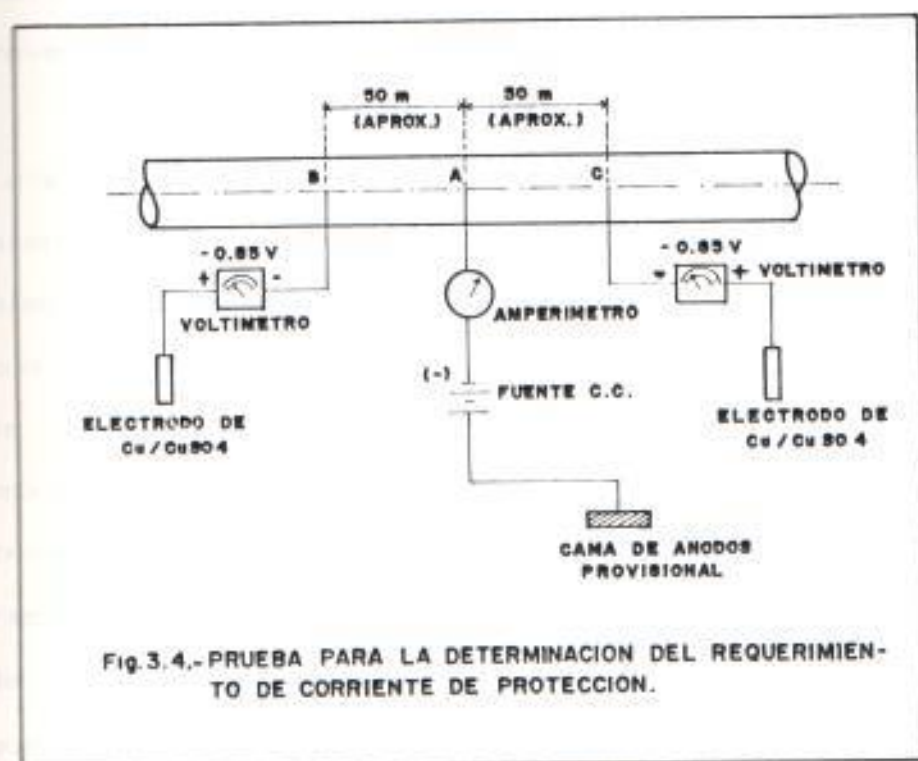 50 m
(APROX.)
50 m
(APROX.)
B
A
C
- 0.85 V
+ -
VOLTIMETRO
- 0.85 V
- + VOLTIMETRO
AMPERIMETRO
(-)
FUENTE C.C.
ELECTRODO DE
Cu / CuSO4
ELECTRODO DE
Cu / CuSO 4
CAMA DE ANODOS
PROVISIONAL
Fig. 3.4.- PRUEBA PARA LA DETERMINACION DEL REQUERIMIEN-
TO DE CORRIENTE DE PROTECCION.